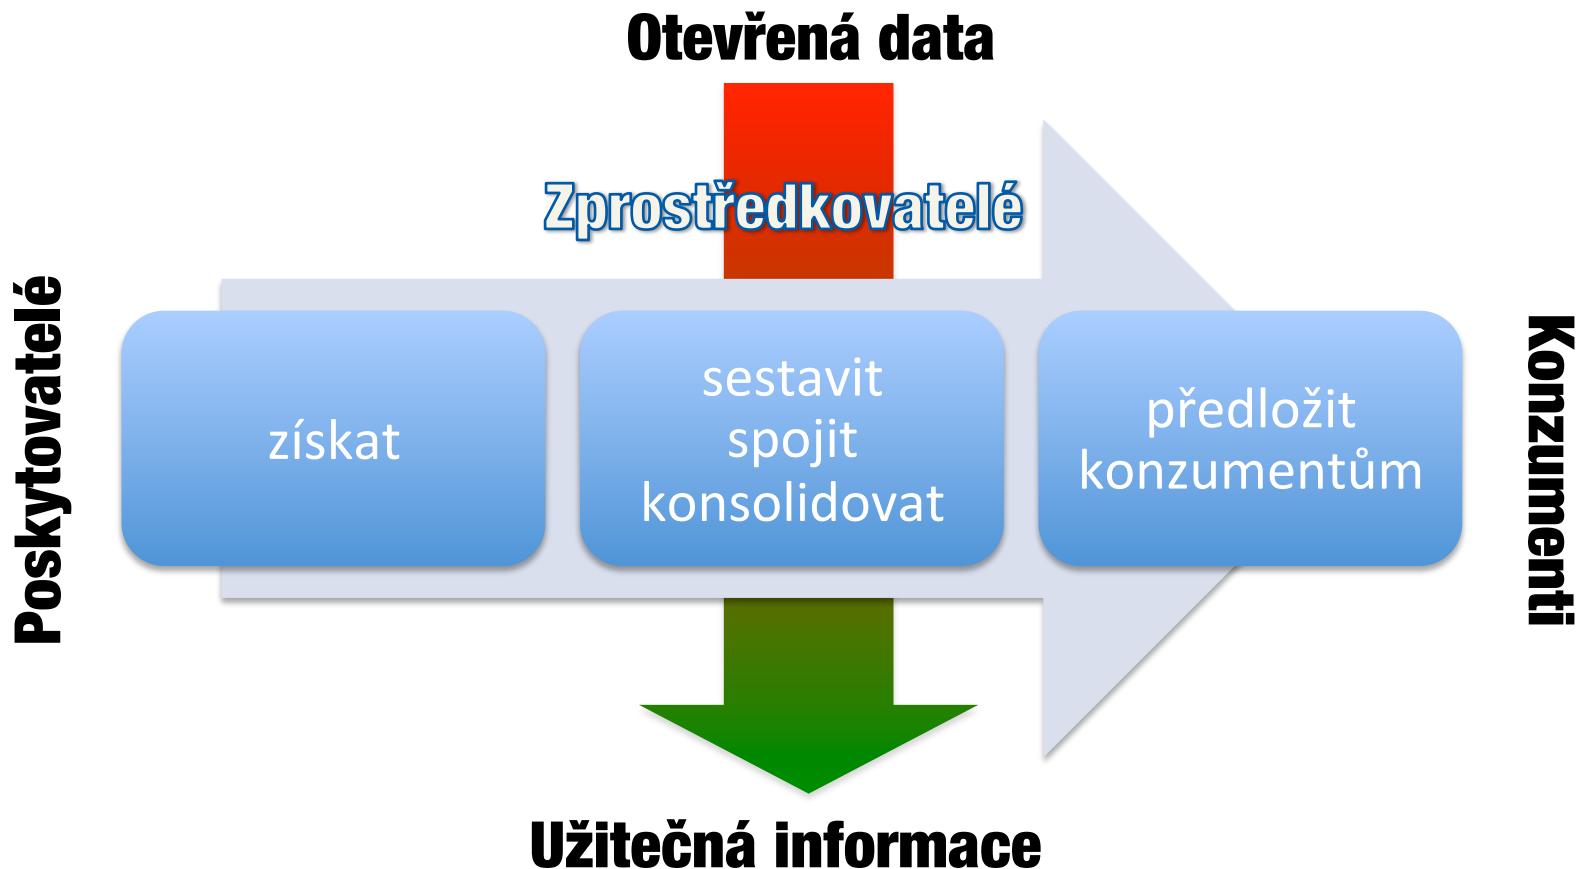 Otevřená data
Zprostředkovatelé
Poskytovatelé
získat
sestavit
spojit
konsolidovat
předložit
konzumentům
Konzumenti
Užitečná informace